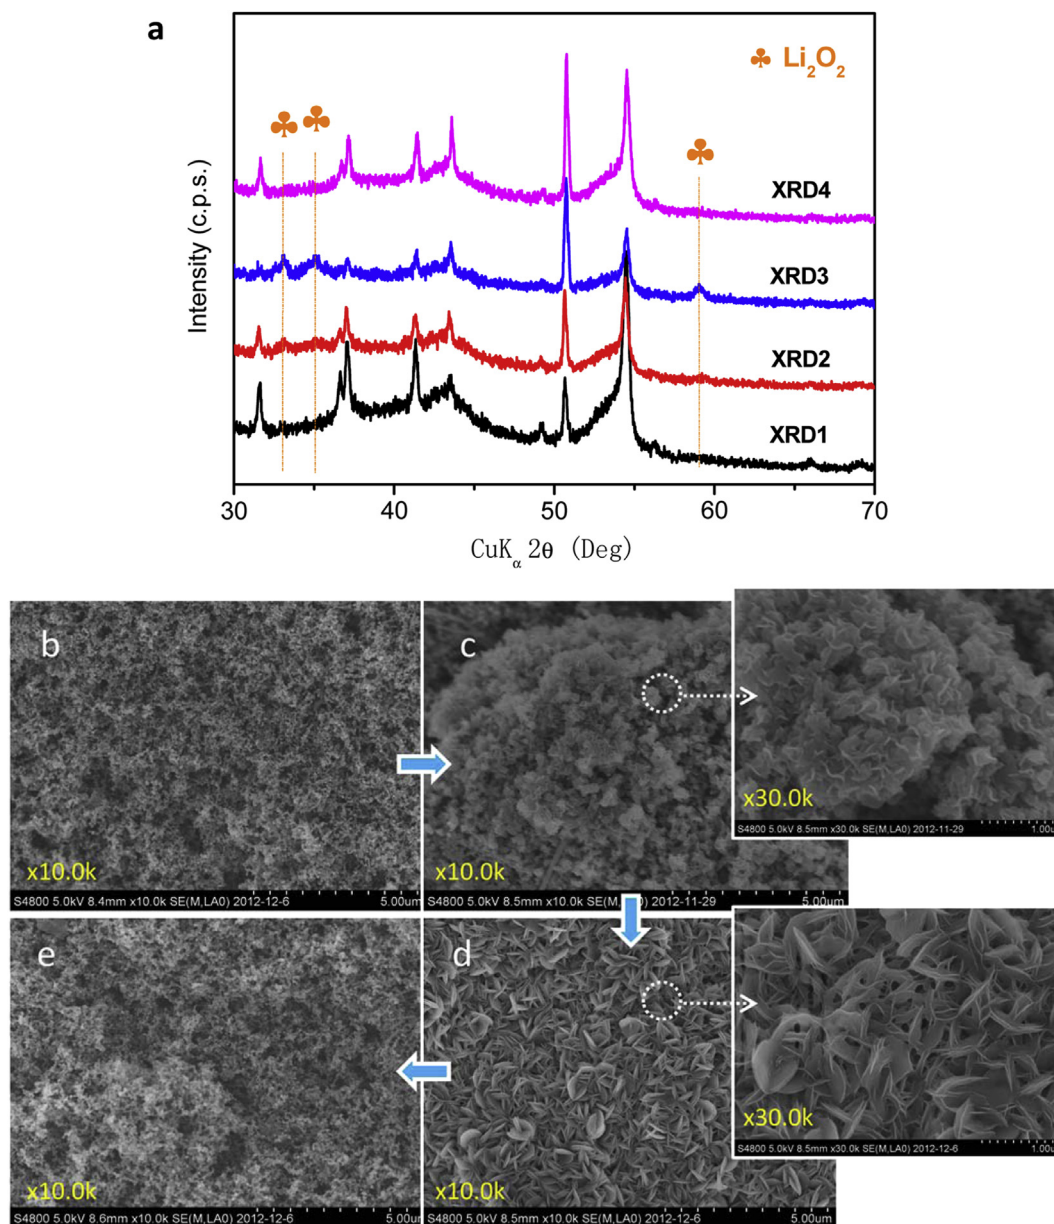 a
♣ Li₂O₂
Intensity (c.p.s.)
XRD4
XRD3
XRD2
XRD1
30 40 50 60 70
CuKα 2θ (Deg)
b
x10.0k
S4800 5.0kV 8.4mm x10.0k SE(M,LA0) 2012-12-6 5.00um
c
x10.0k
S4800 5.0kV 8.5mm x10.0k SE(M,LA0) 2012-11-29 5.00um
x30.0k
S4800 5.0kV 8.5mm x30.0k SE(M,LA0) 2012-11-29 1.00u
e
x10.0k
S4800 5.0kV 8.6mm x10.0k SE(M,LA0) 2012-12-6 5.00um
d
x10.0k
S4800 5.0kV 8.5mm x10.0k SE(M,LA0) 2012-12-6 5.00um
x30.0k
S4800 5.0kV 8.5mm x30.0k SE(M,LA0) 2012-12-6 1.00u